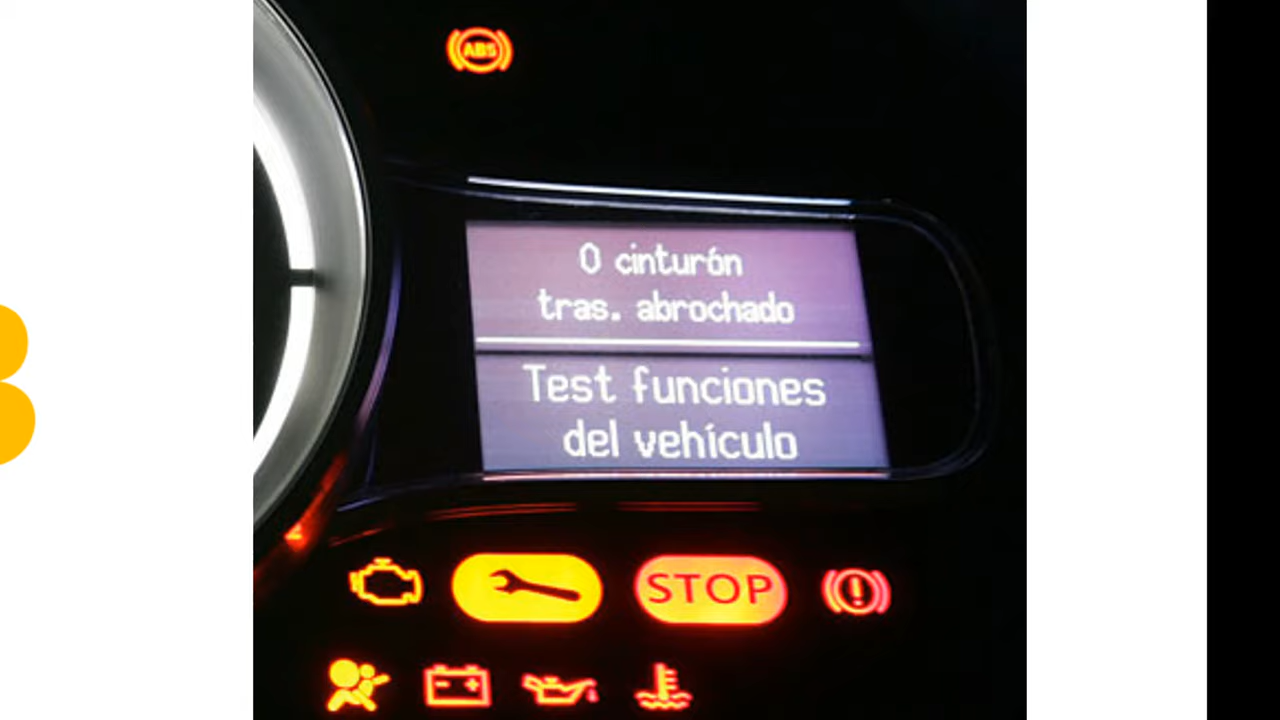 ABS
0 cinturón
tras. abrochado
Test funciones
del vehículo
STOP